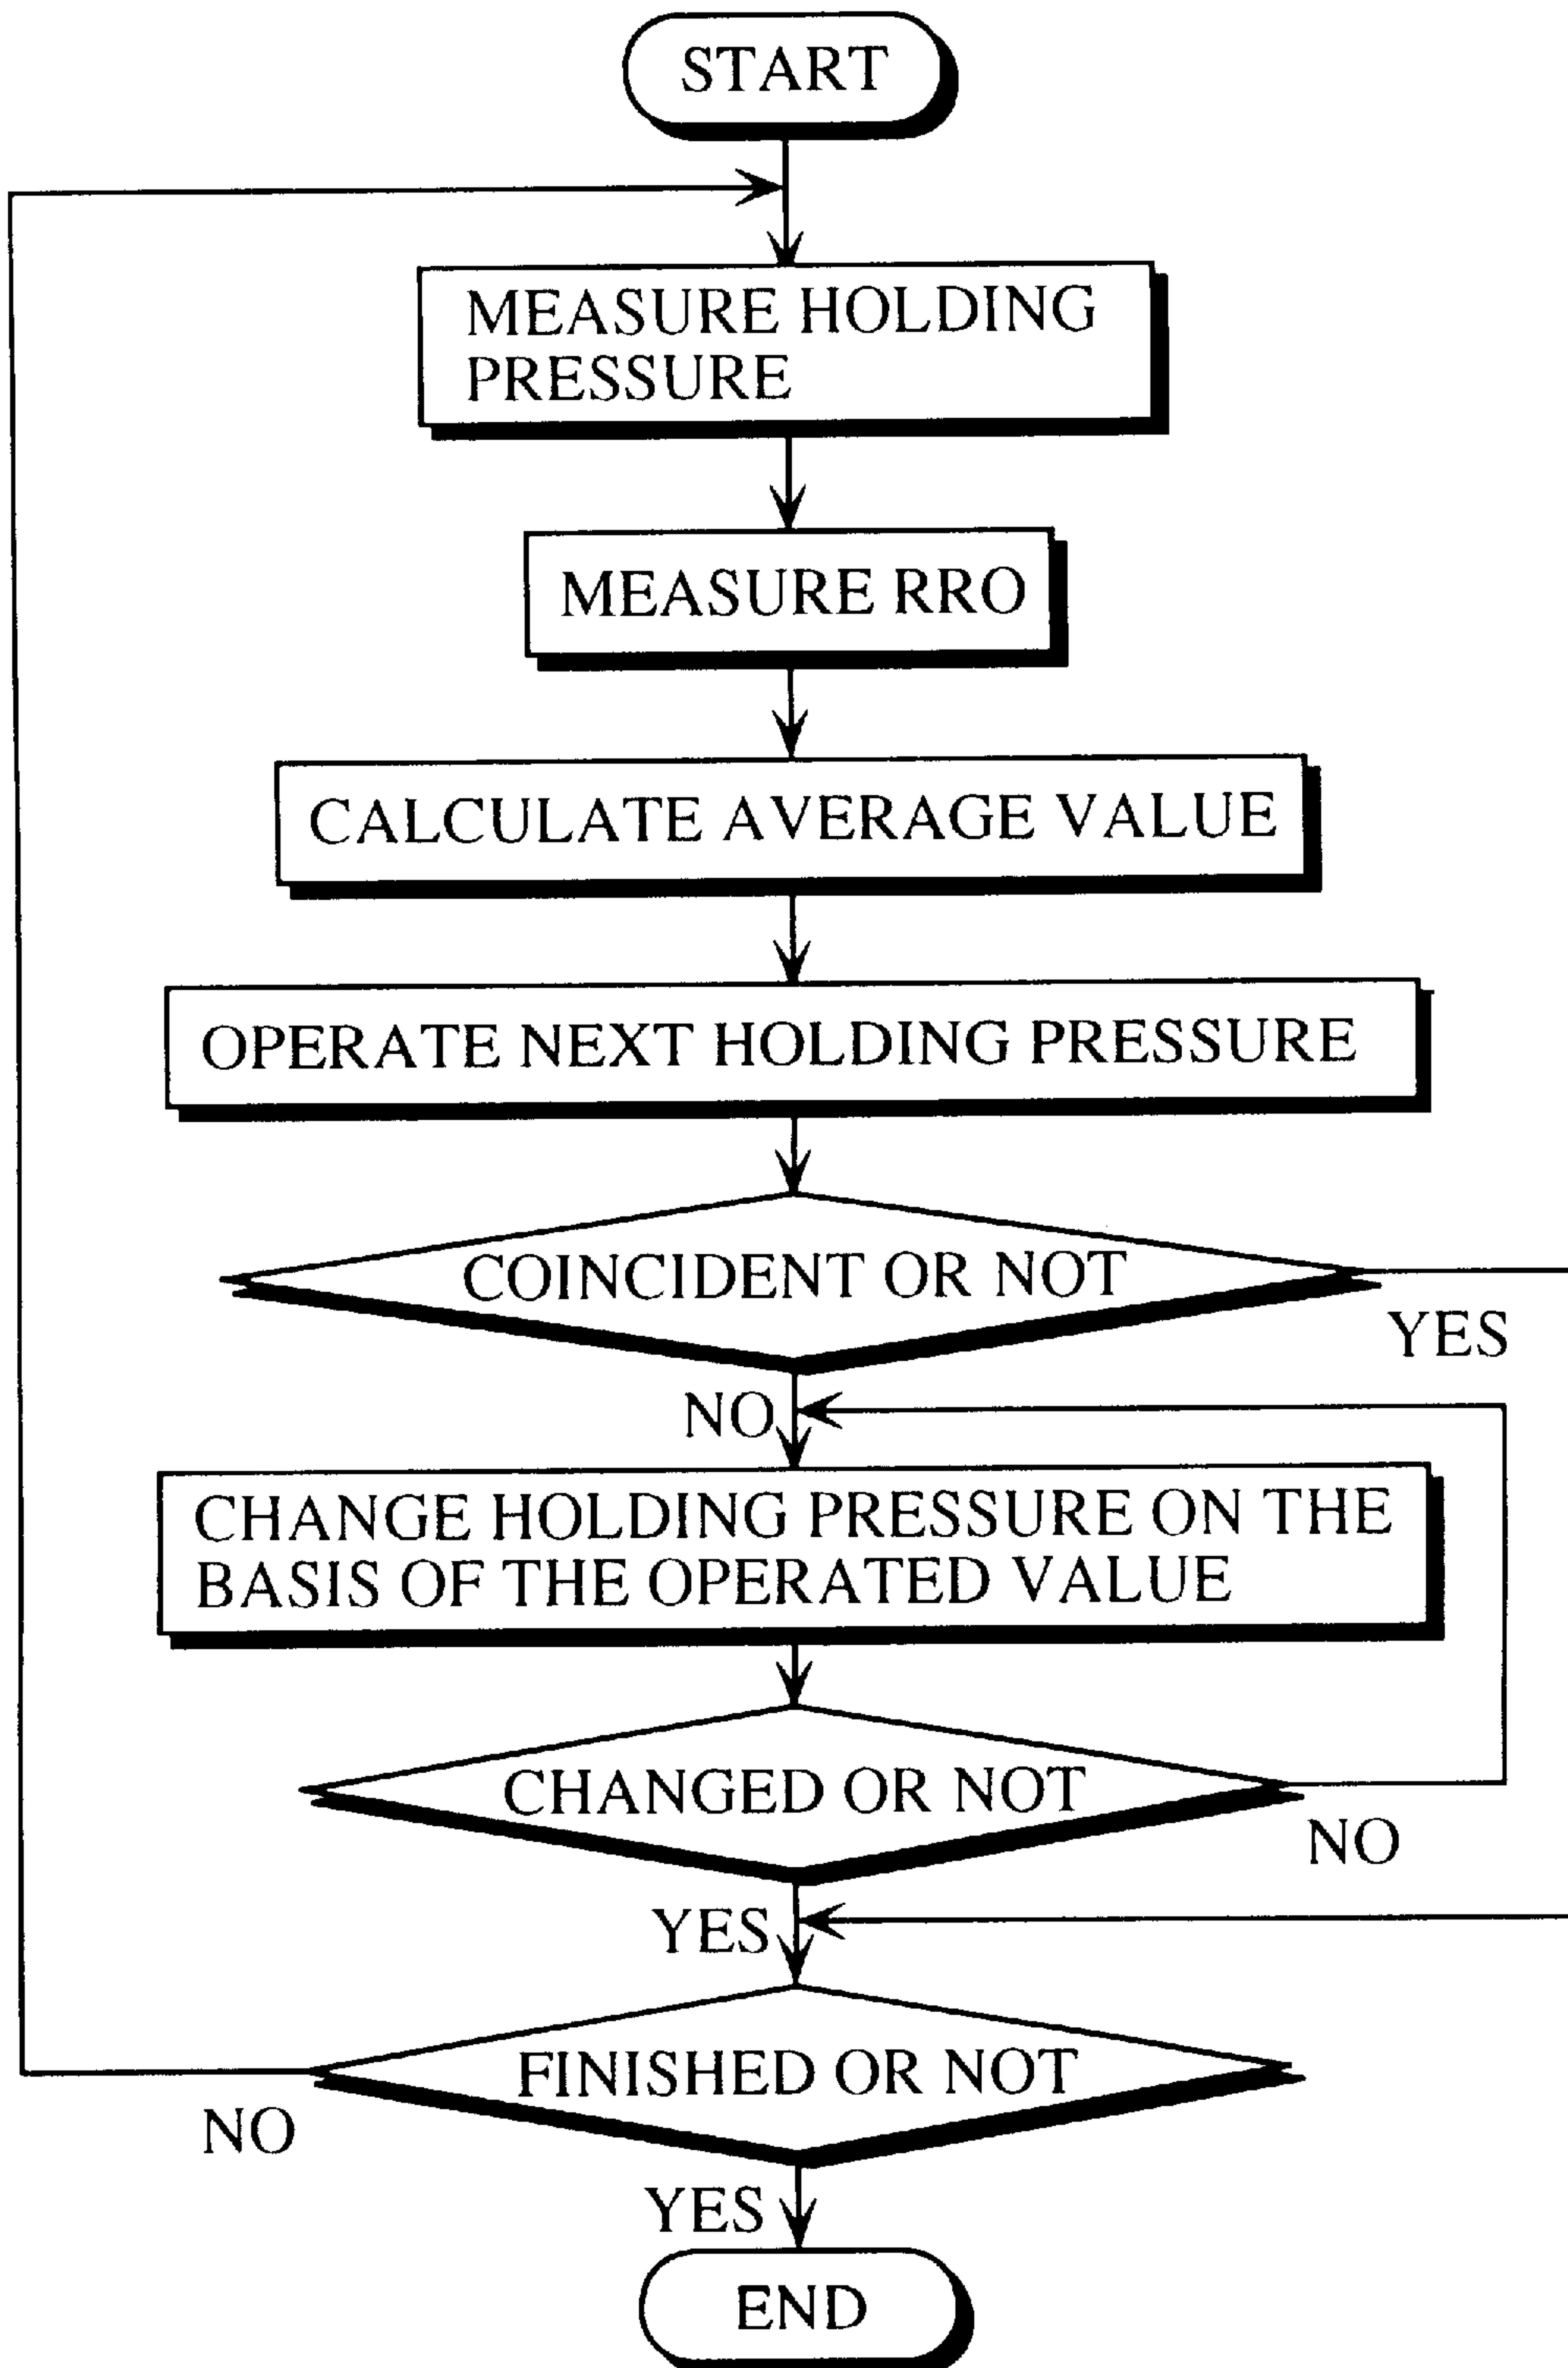 START
MEASURE HOLDING
PRESSURE
MEASURE RRO
CALCULATE AVERAGE VALUE
OPERATE NEXT HOLDING PRESSURE
COINCIDENT OR NOT
YES
NO
CHANGE HOLDING PRESSURE ON THE
BASIS OF THE OPERATED VALUE
CHANGED OR NOT
NO
YES
FINISHED OR NOT
NO
YES
END